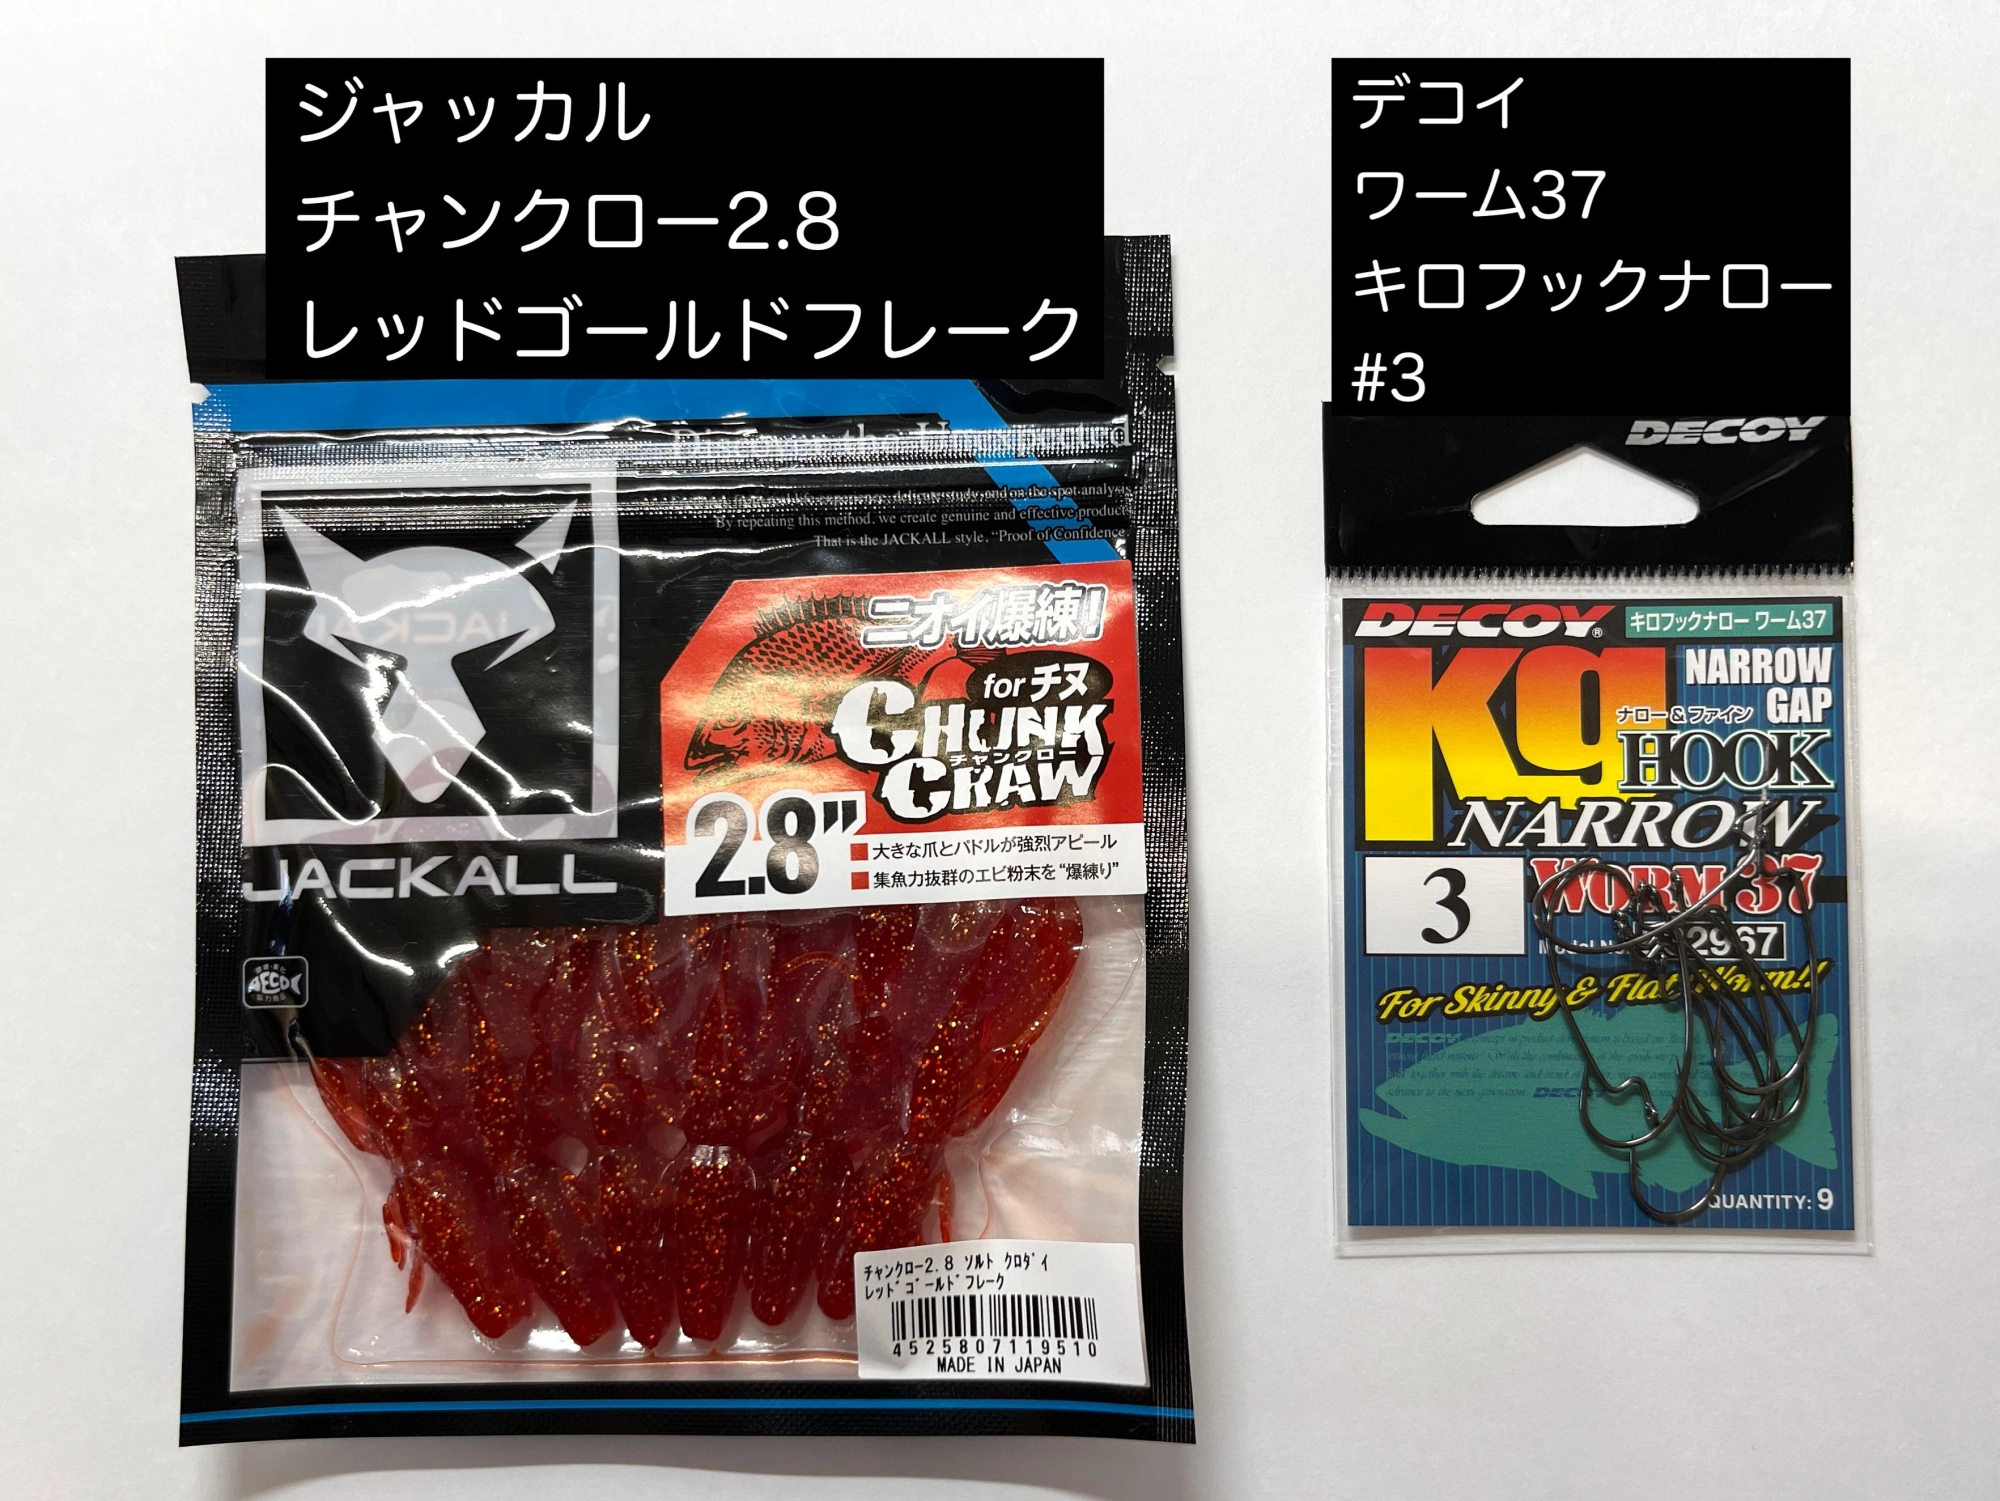 ジャッカル
チャンクロー2.8
レッドゴールドフレーク
By repeating this method, we create genuine and effective product
That is the JACKALL style. "Proof of Confidence
JACKALL
ニオイ爆練!
for チヌ
CHUNK
チャンクロー
CRAW
2.8"
大きな爪とパドルが強烈アピール
集魚力抜群のエビ粉末を“爆練り”
チャンクロー2.8 ソルト クロダイ
レッドゴールドフレーク
4525807119510
MADE IN JAPAN
デコイ
ワーム37
キロフックナロー
#3
DECOY
DECOY®
キロフックナロー ワーム37
Kg
NARROW
GAP
ナロー&ファイン
HOOK
NARROW
3
WORM 37
2967
For Skinny & Flat Worm!!
DECOY
QUANTITY: 9